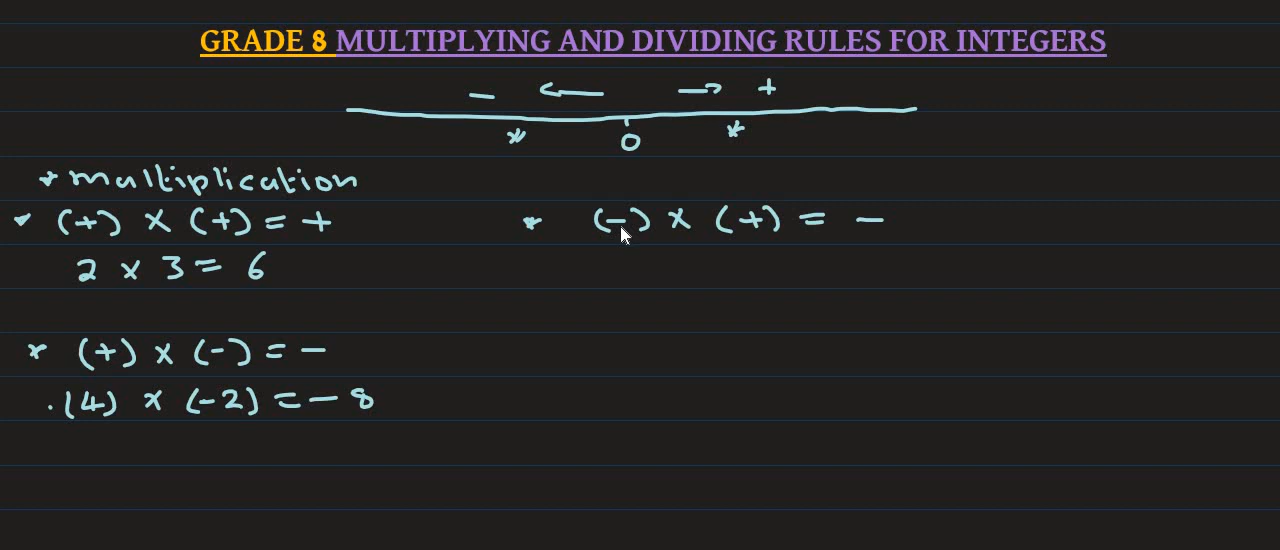 GRADE 8 MULTIPLYING AND DIVIDING RULES FOR INTEGERS
− ← → +
* 0 *
* multiplication
* (+) × (+) = +
2 × 3 = 6
* (+) × (-) = −
. (4) × (-2) = − 8
* (-) × (+) = −